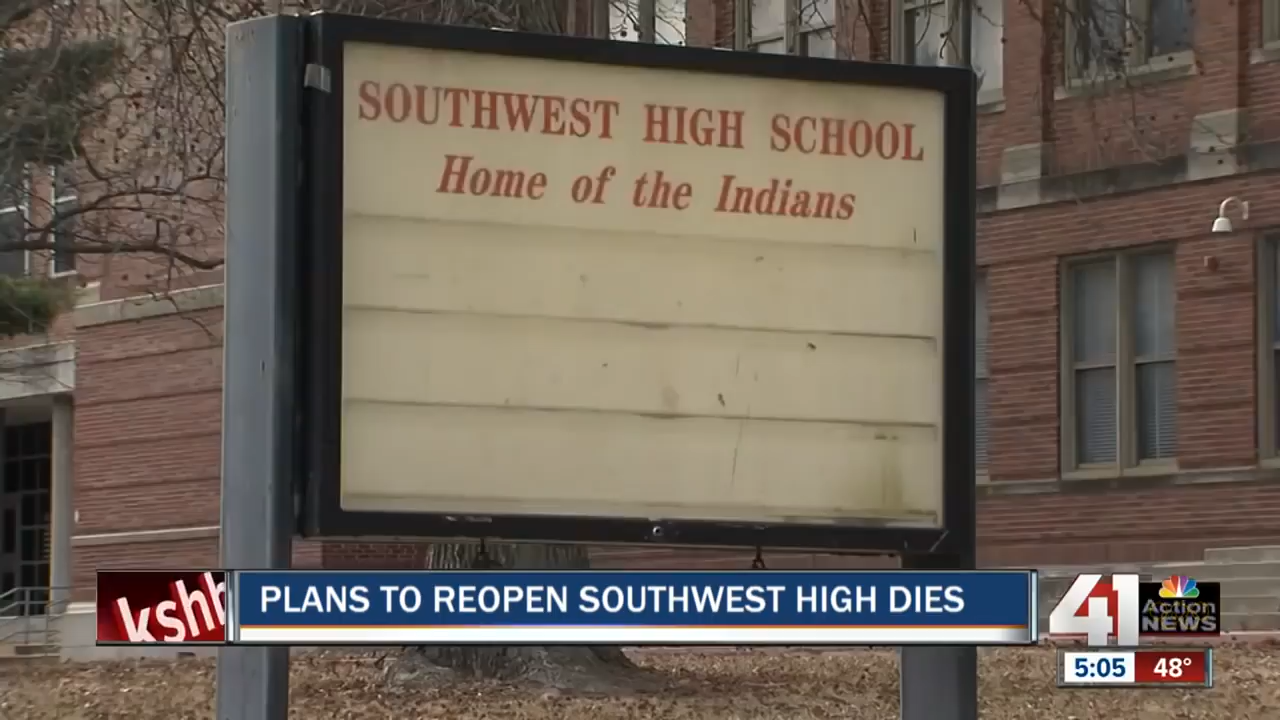 SOUTHWEST HIGH SCHOOL
Home of the Indians
kshb
PLANS TO REOPEN SOUTHWEST HIGH DIES
41 Action NEWS
5:05 48°